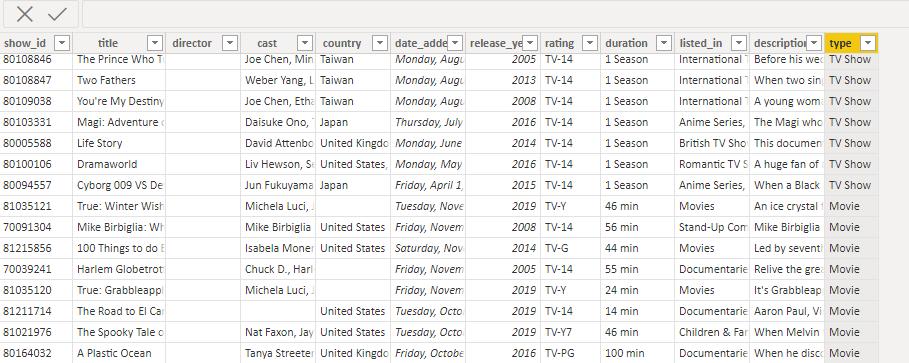 show_id title director cast country date_adde release_ye rating duration listed_in description type
80108846 The Prince Who T Joe Chen, Min Taiwan Monday, Augu 2005 TV-14 1 Season International Before his wed TV Show
80108847 Two Fathers Weber Yang, L Taiwan Monday, Augu 2013 TV-14 1 Season International When two sing TV Show
80109038 You're My Destiny Joe Chen, Etha Taiwan Monday, Augu 2008 TV-14 1 Season International A young wom TV Show
80103331 Magi: Adventure o Daisuke Ono, Japan Thursday, July 2016 TV-14 1 Season Anime Series, The Magi who TV Show
80005588 Life Story David Attenbo United Kingdo Monday, June 2014 TV-14 1 Season British TV Sho This documen TV Show
80100106 Dramaworld Liv Hewson, S United States, Monday, May 2016 TV-14 1 Season Romantic TV S A huge fan of TV Show
80094557 Cyborg 009 VS De Jun Fukuyama Japan Friday, April 1, 2015 TV-14 1 Season Anime Series, When a Black TV Show
81035121 True: Winter Wish Michela Luci, J Tuesday, Nove 2019 TV-Y 46 min Movies An ice crystal Movie
70091304 Mike Birbiglia: Wh Mike Birbiglia United States Friday, Novem 2008 TV-14 56 min Stand-Up Com Mike Birbiglia Movie
81215856 100 Things to do Isabela Moner United States Saturday, Nov 2014 TV-G 44 min Movies Led by seventl Movie
70039241 Harlem Globetrot Chuck D., Harl Friday, Novem 2005 TV-14 55 min Documentarie Relive the grea Movie
81035120 True: Grabbleappl Michela Luci, J Friday, Novem 2019 TV-Y 24 min Movies It's Grabbleap Movie
81211714 The Road to El Car United States Tuesday, Octo 2019 TV-14 14 min Documentarie Aaron Paul, Vi Movie
81021976 The Spooky Tale o Nat Faxon, Jay United States Tuesday, Octo 2019 TV-Y7 46 min Children & Fam When Melvin Movie
80164032 A Plastic Ocean Tanya Streeter United Kingdo Friday, Octobe 2016 TV-PG 100 min Documentarie When he disco Movie